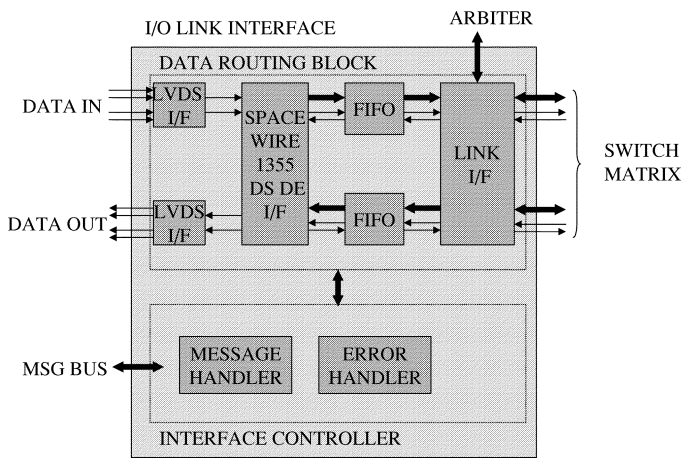 ARBITER
I/O LINK INTERFACE
DATA ROUTING BLOCK
DATA IN
LVDS
I/F
SPACE
WIRE
1355
DS DE
I/F
FIFO
LINK
I/F
SWITCH
MATRIX
DATA OUT
LVDS
I/F
FIFO
MSG BUS
MESSAGE
HANDLER
ERROR
HANDLER
INTERFACE CONTROLLER